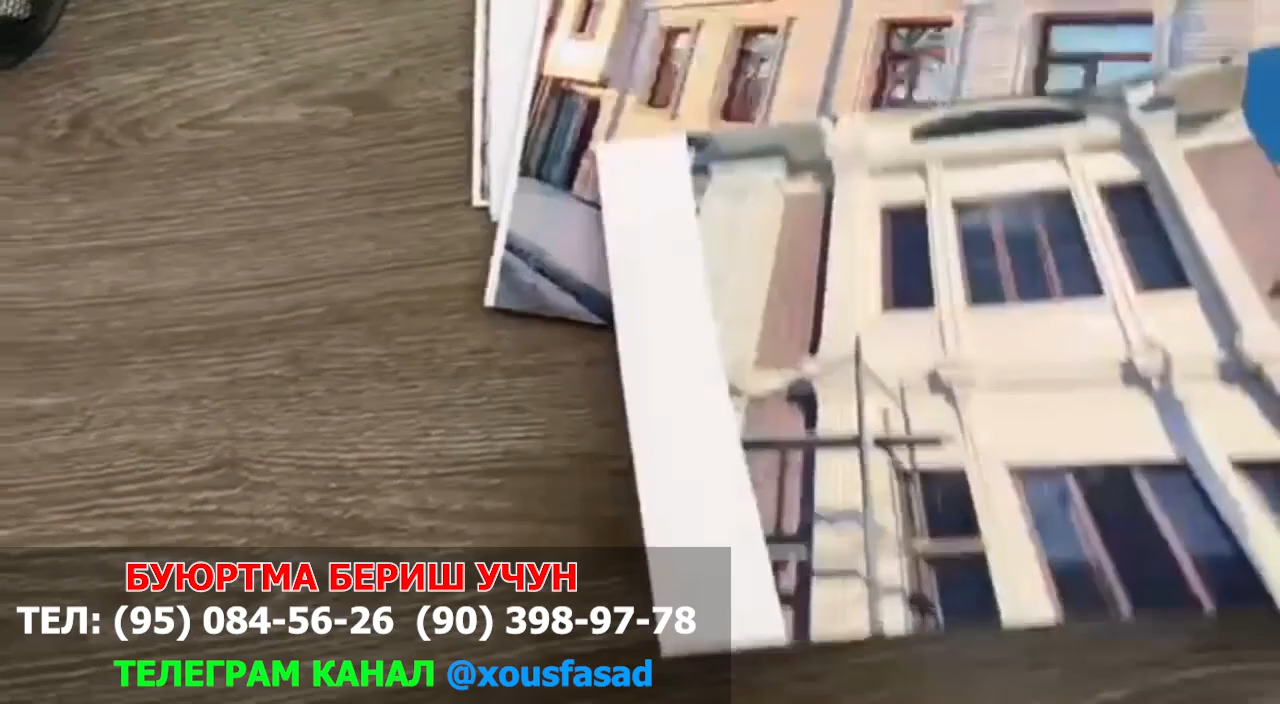 БУЮРТМА БЕРИШ УЧУН
ТЕЛ: (95) 084-56-26 (90) 398-97-78
ТЕЛЕГРАМ КАНАЛ @xousfasad